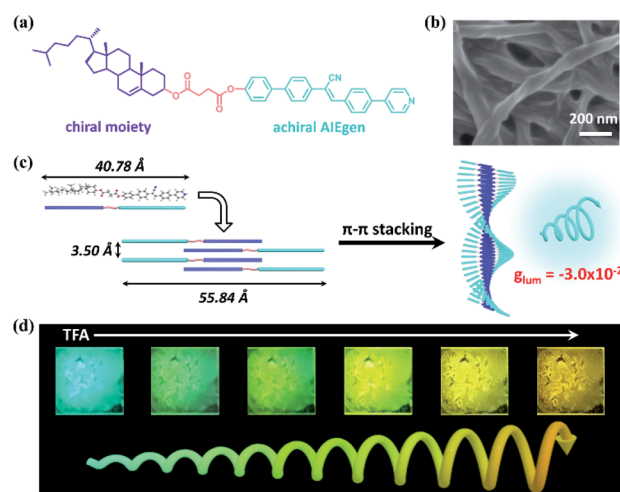 (a)
(b)
CN
O
O
O
O
N
chiral moiety
achiral AIEgen
200 nm
(c)
40.78 Å
3.50 Å
55.84 Å
π-π stacking
g_lum = -3.0x10⁻²
(d)
TFA